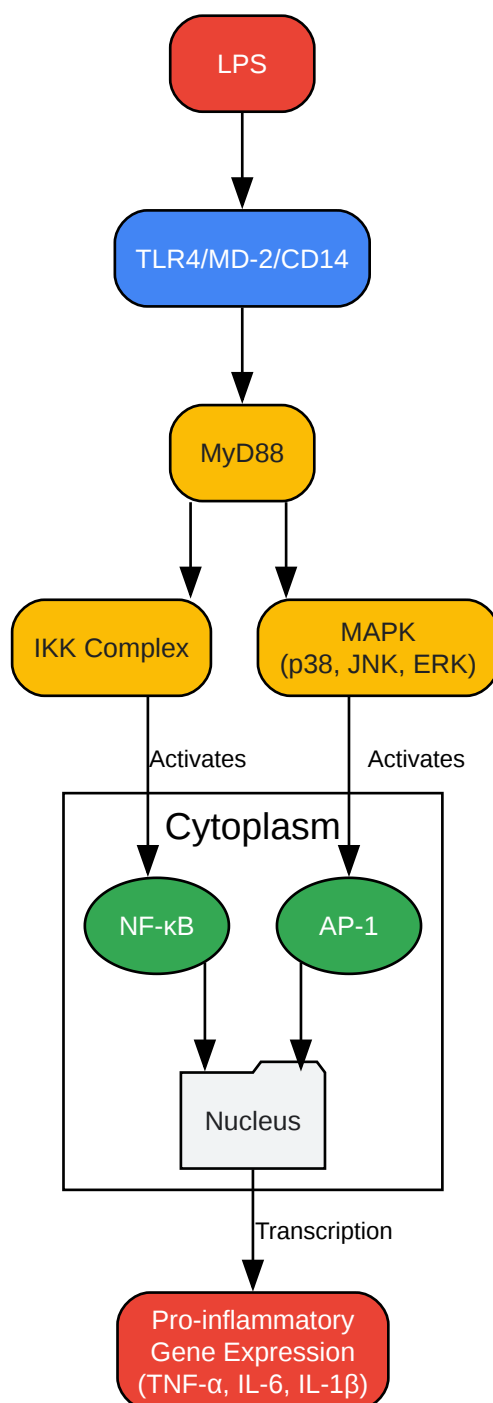 LPS
TLR4/MD-2/CD14
MyD88
IKK Complex
MAPK
(p38, JNK, ERK)
Activates
Activates
Cytoplasm
NF-κB
AP-1
Nucleus
Transcription
Pro-inflammatory
Gene Expression
(TNF-α, IL-6, IL-1β)